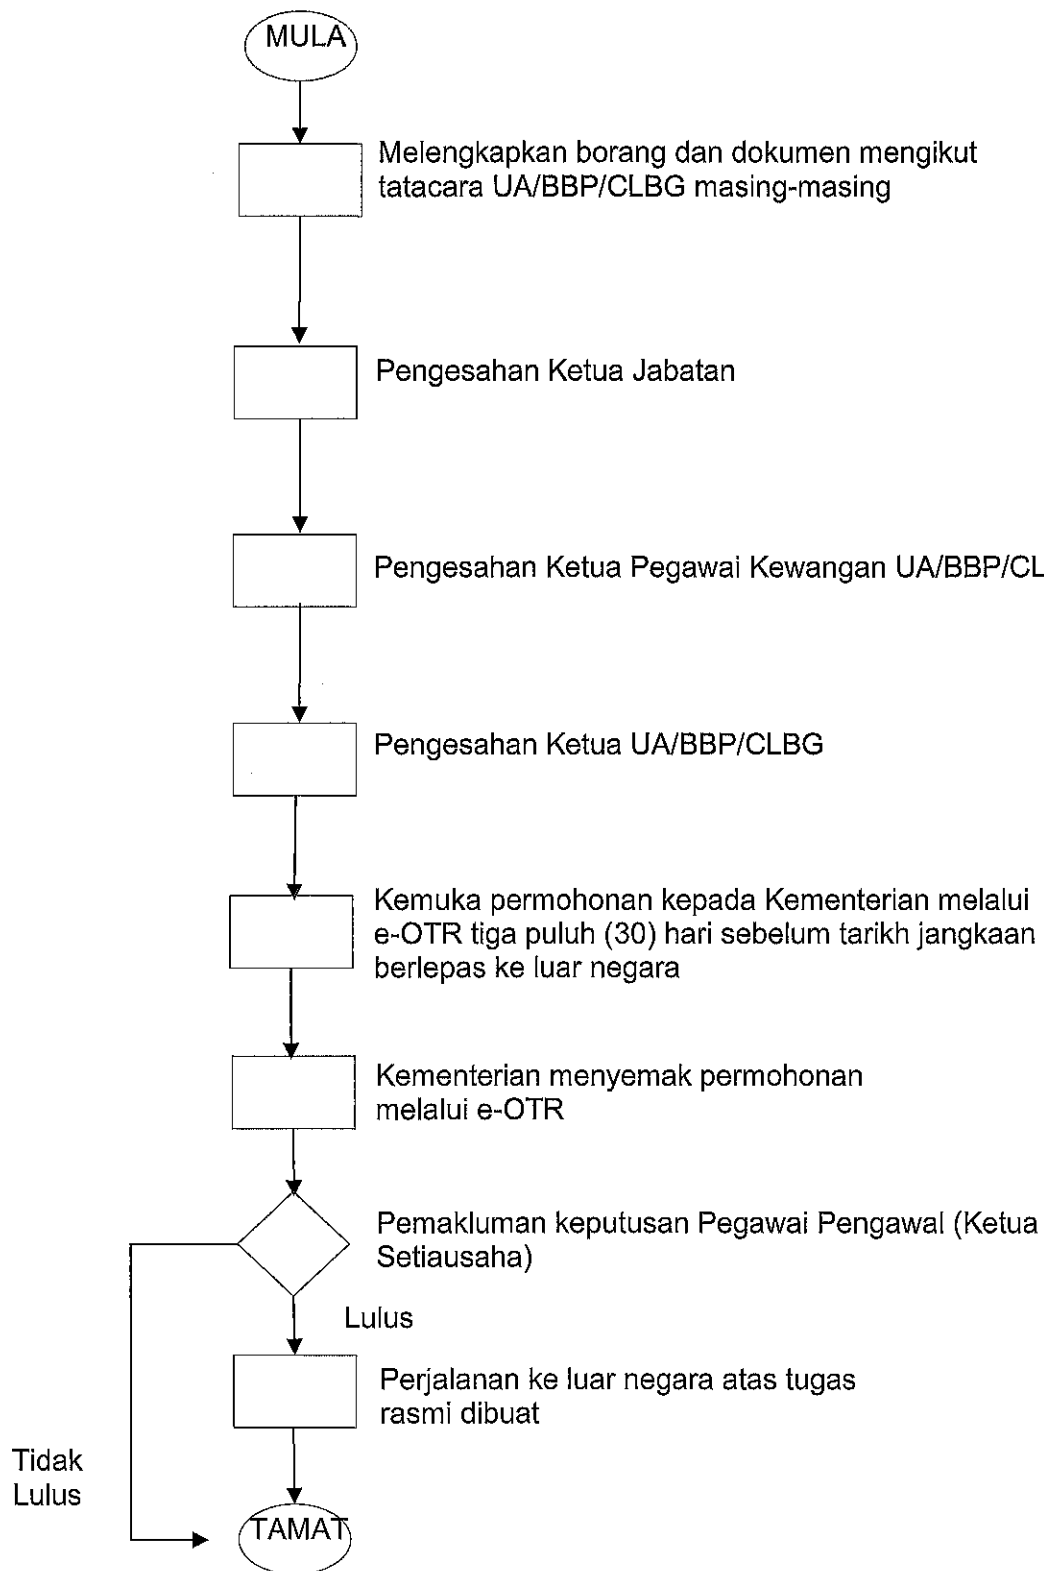 MULA
Melengkapkan borang dan dokumen mengikut
tatacara UA/BBP/CLBG masing-masing
Pengesahan Ketua Jabatan
Pengesahan Ketua Pegawai Kewangan UA/BBP/CL
Pengesahan Ketua UA/BBP/CLBG
Kemuka permohonan kepada Kementerian melalui
e-OTR tiga puluh (30) hari sebelum tarikh jangkaan
berlepas ke luar negara
Kementerian menyemak permohonan
melalui e-OTR
Pemakluman keputusan Pegawai Pengawal (Ketua
Setiausaha)
Lulus
Perjalanan ke luar negara atas tugas
rasmi dibuat
Tidak
Lulus
TAMAT